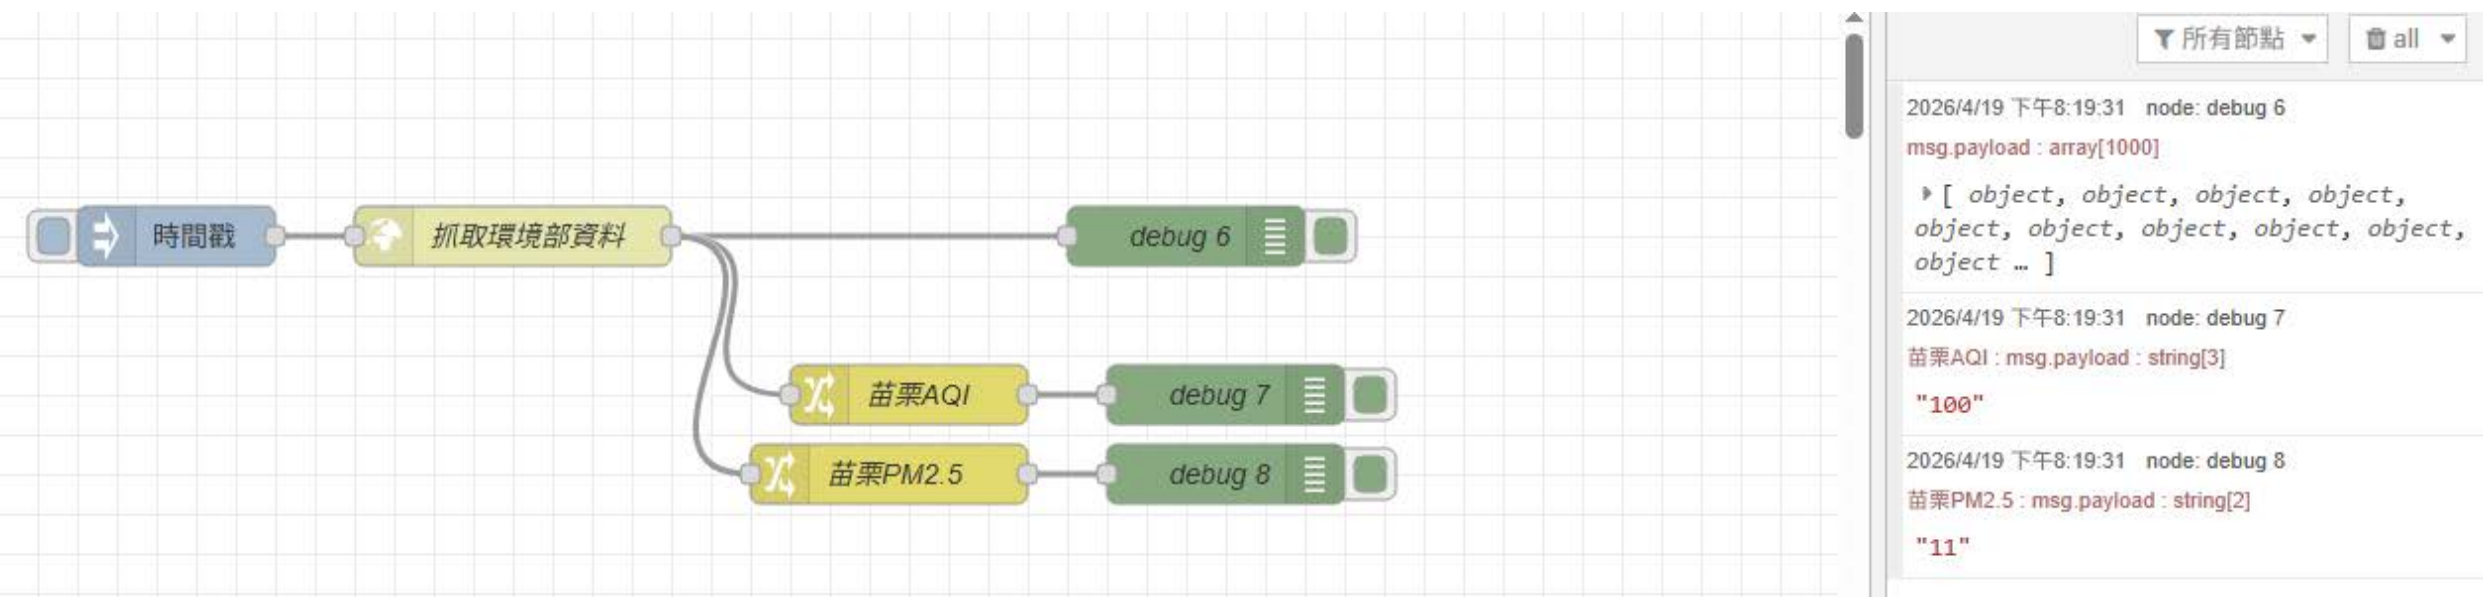 所有節點
all
時間戳
抓取環境部資料
debug 6
苗栗AQI
debug 7
苗栗PM2.5
debug 8
2026/4/19 下午8:19:31 node: debug 6
msg.payload : array[1000]
[ object, object, object, object,
object, object, object, object, object,
object … ]
2026/4/19 下午8:19:31 node: debug 7
苗栗AQI : msg.payload : string[3]
"100"
2026/4/19 下午8:19:31 node: debug 8
苗栗PM2.5 : msg.payload : string[2]
"11"